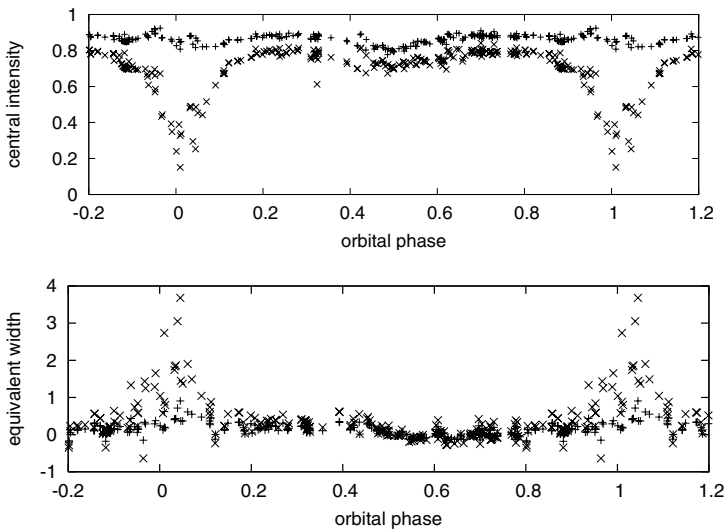 1
0.8
0.6
0.4
0.2
0
central intensity
-0.2 0 0.2 0.4 0.6 0.8 1 1.2
orbital phase
4
3
2
1
0
-1
equivalent width
-0.2 0 0.2 0.4 0.6 0.8 1 1.2
orbital phase